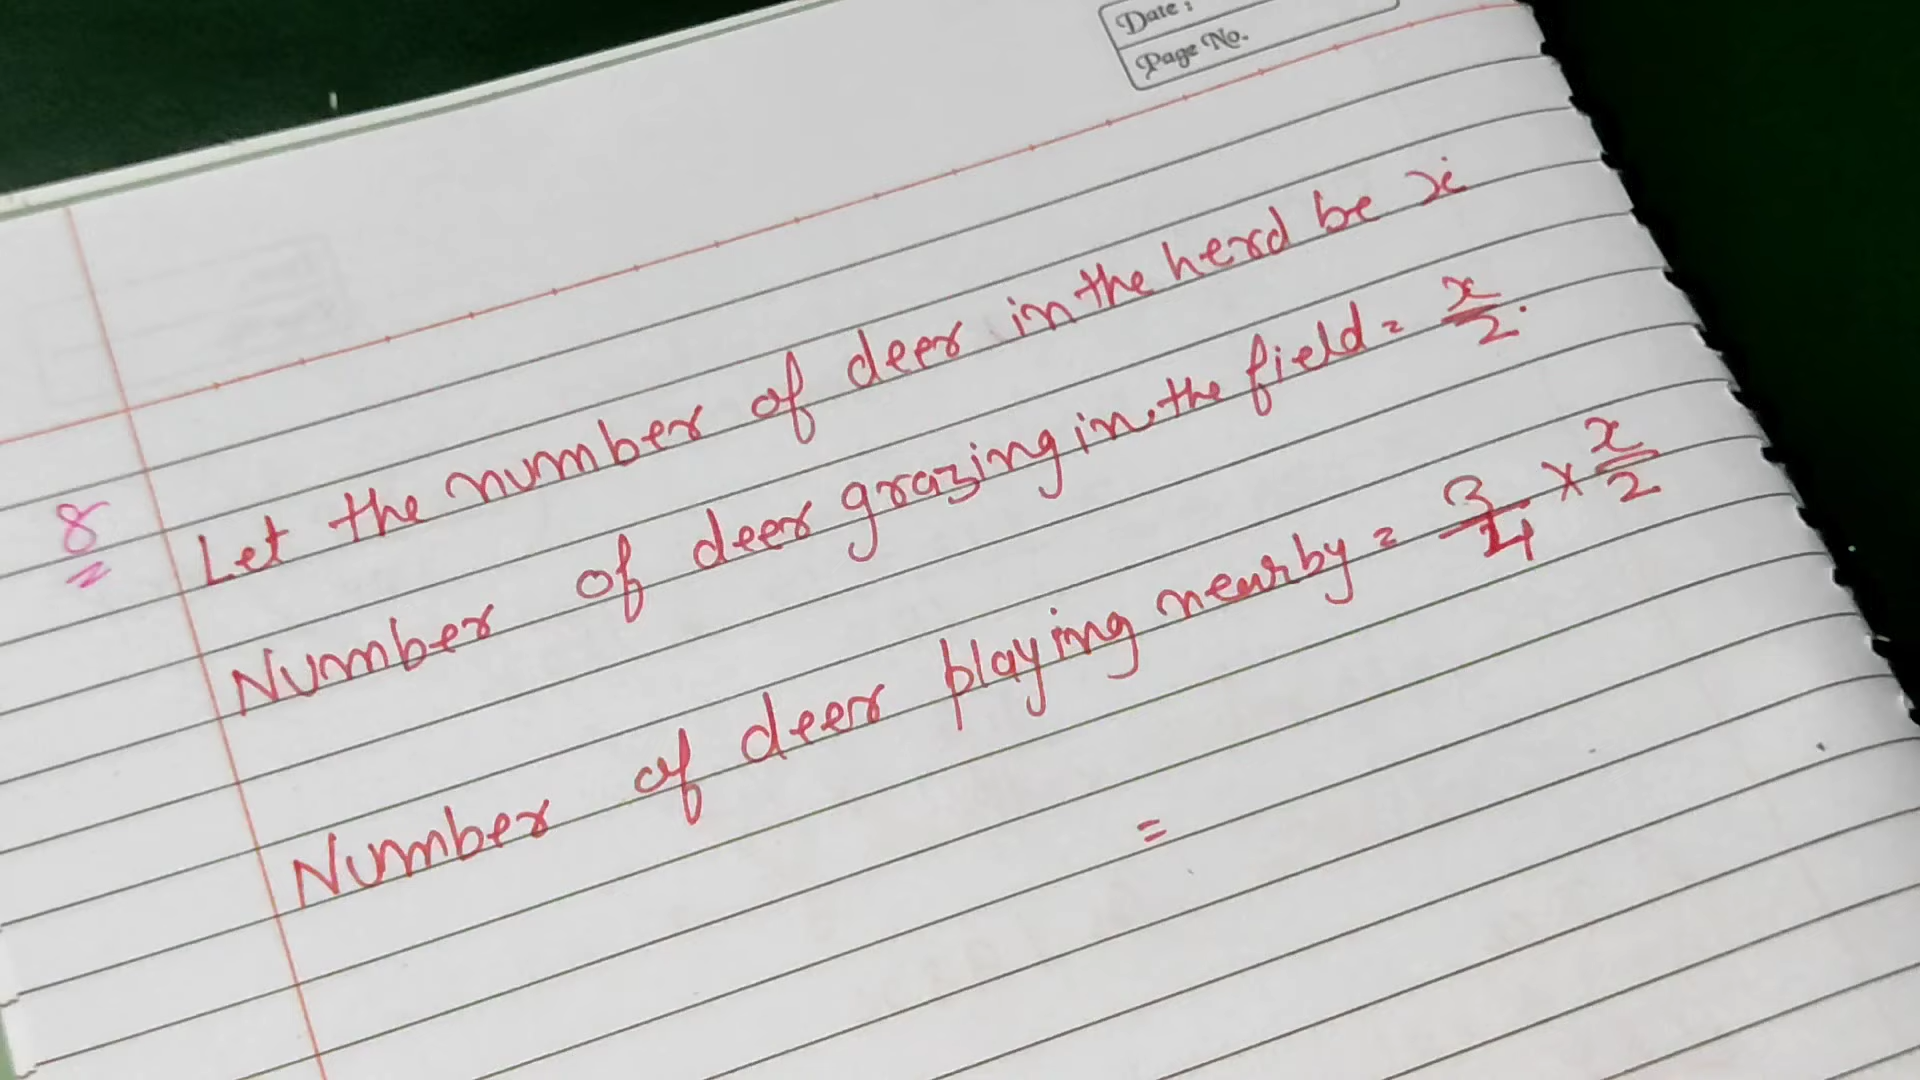 Date :
Page No.
8 Let the number of deer in the herd be x
Number of deer grazing in the field = x/2.
Number of deer playing nearby = 3/4 × x/2
=